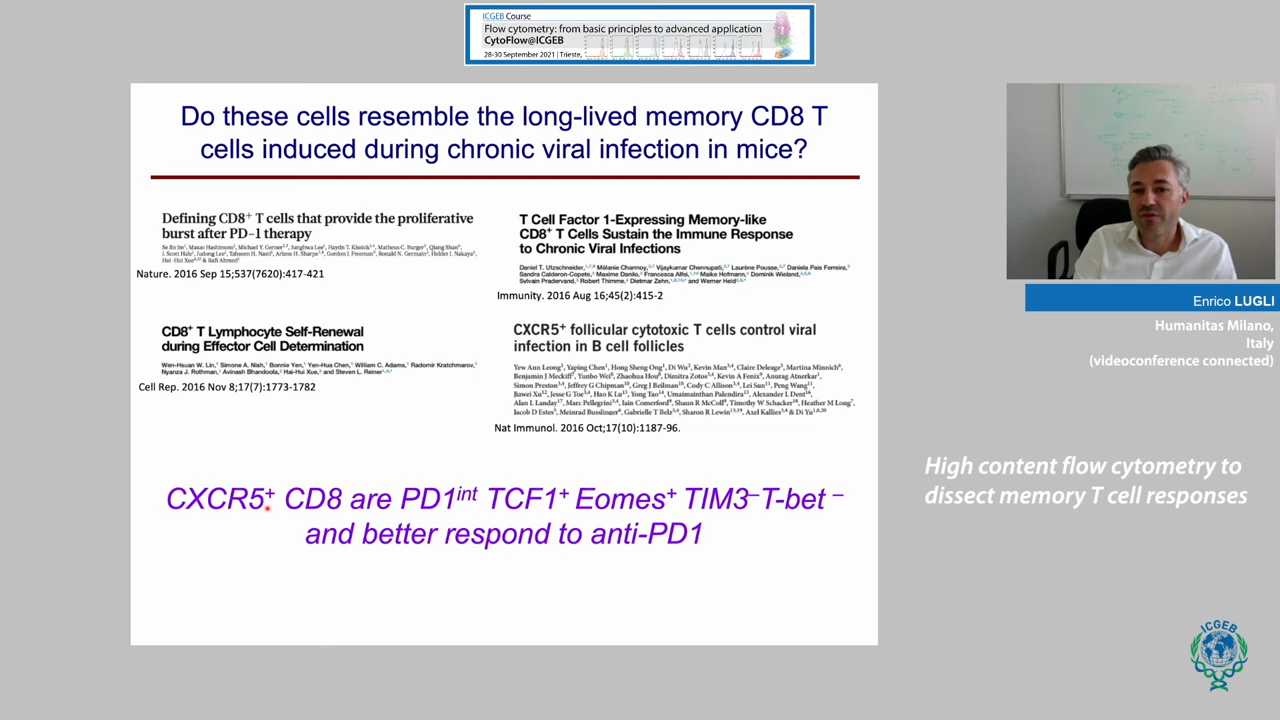 ICGEB Course
Flow cytometry: from basic principles to advanced application
CytoFlow@ICGEB
28-30 September 2021 | Trieste,
Do these cells resemble the long-lived memory CD8 T
cells induced during chronic viral infection in mice?
Defining CD8⁺ T cells that provide the proliferative
burst after PD-1 therapy
Nature. 2016 Sep 15;537(7620):417-421
T Cell Factor 1-Expressing Memory-like
CD8⁺ T Cells Sustain the Immune Response
to Chronic Viral Infections
Immunity. 2016 Aug 16;45(2):415-2
CD8⁺ T Lymphocyte Self-Renewal
during Effector Cell Determination
Cell Rep. 2016 Nov 8;17(7):1773-1782
CXCR5⁺ follicular cytotoxic T cells control viral
infection in B cell follicles
Nat Immunol. 2016 Oct;17(10):1187-96.
CXCR5⁺ CD8 are PD1ⁱⁿᵗ TCF1⁺ Eomes⁺ TIM3⁻T-bet ⁻
and better respond to anti-PD1
Enrico LUGLI
Humanitas Milano,
Italy
(videoconference connected)
High content flow cytometry to
dissect memory T cell responses
ICGEB